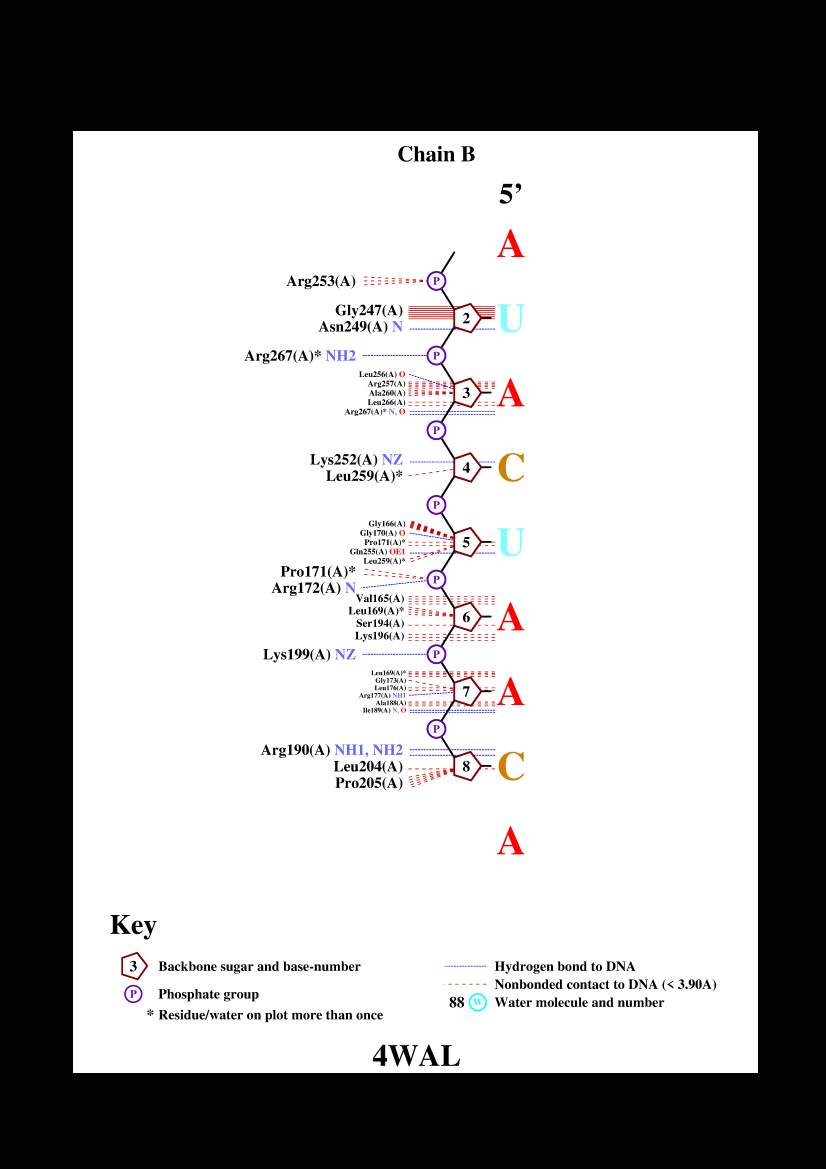 Chain B
5’
A
Arg253(A)
P
Gly247(A)
2
U
Asn249(A) N
Arg267(A)* NH2
P
Leu256(A) O
Arg257(A)
Ala260(A)
3
A
Leu266(A)
Arg267(A)* N, O
P
Lys252(A) NZ
4
C
Leu259(A)*
P
Gly166(A)
Gly170(A) O
Pro171(A)*
5
U
Gln255(A) OE1
Leu259(A)*
Pro171(A)*
P
Arg172(A) N
Val165(A)
Leu169(A)*
6
A
Ser194(A)
Lys196(A)
Lys199(A) NZ
P
Leu169(A)*
Gly173(A)
Leu176(A)
7
A
Arg177(A) NH1
Ala188(A)
Ile189(A) N, O
P
Arg190(A) NH1, NH2
Leu204(A)
8
C
Pro205(A)
A
Key
3 Backbone sugar and base-number
P Phosphate group
* Residue/water on plot more than once
Hydrogen bond to DNA
Nonbonded contact to DNA (< 3.90A)
88 W Water molecule and number
4WAL